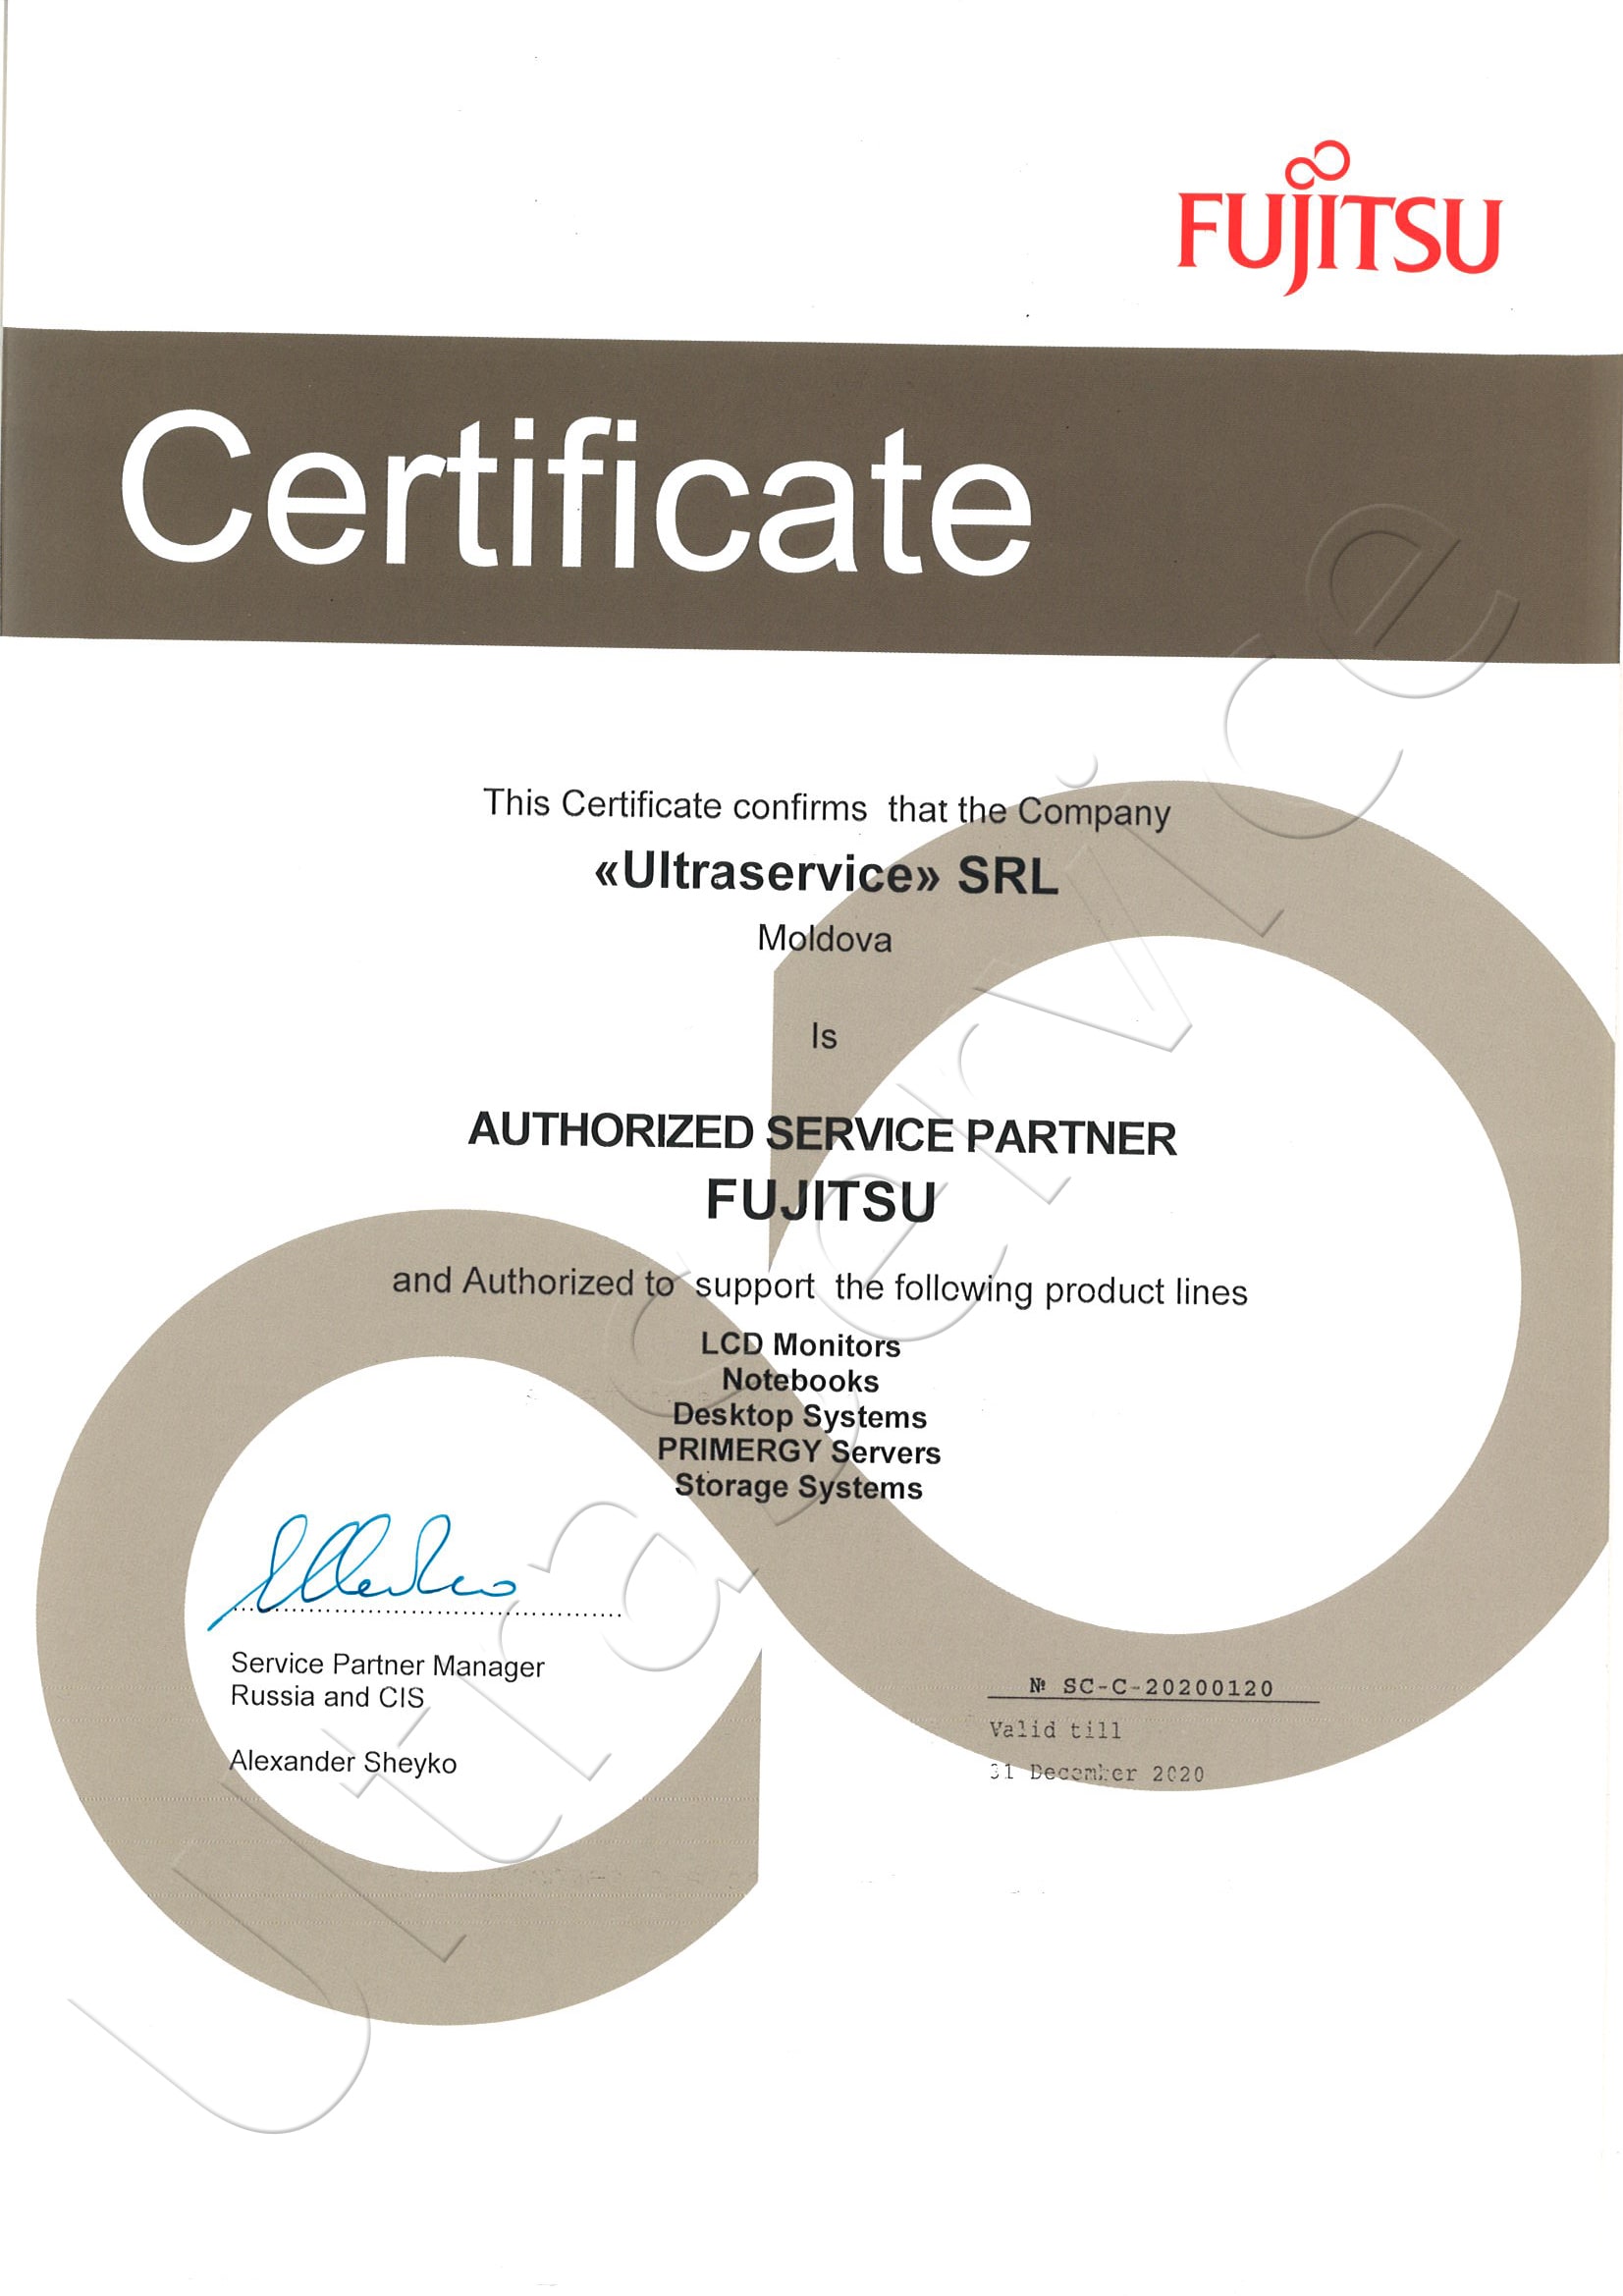 FUJITSU
Certificate
This Certificate confirms that the Company
«Ultraservice» SRL
Moldova
Is
AUTHORIZED SERVICE PARTNER
FUJITSU
and Authorized to support the following product lines
LCD Monitors
Notebooks
Desktop Systems
PRIMERGY Servers
Storage Systems
Service Partner Manager
Russia and CIS
Alexander Sheyko
№ SC-C-20200120
Valid till
31 December 2020
Ultraservice